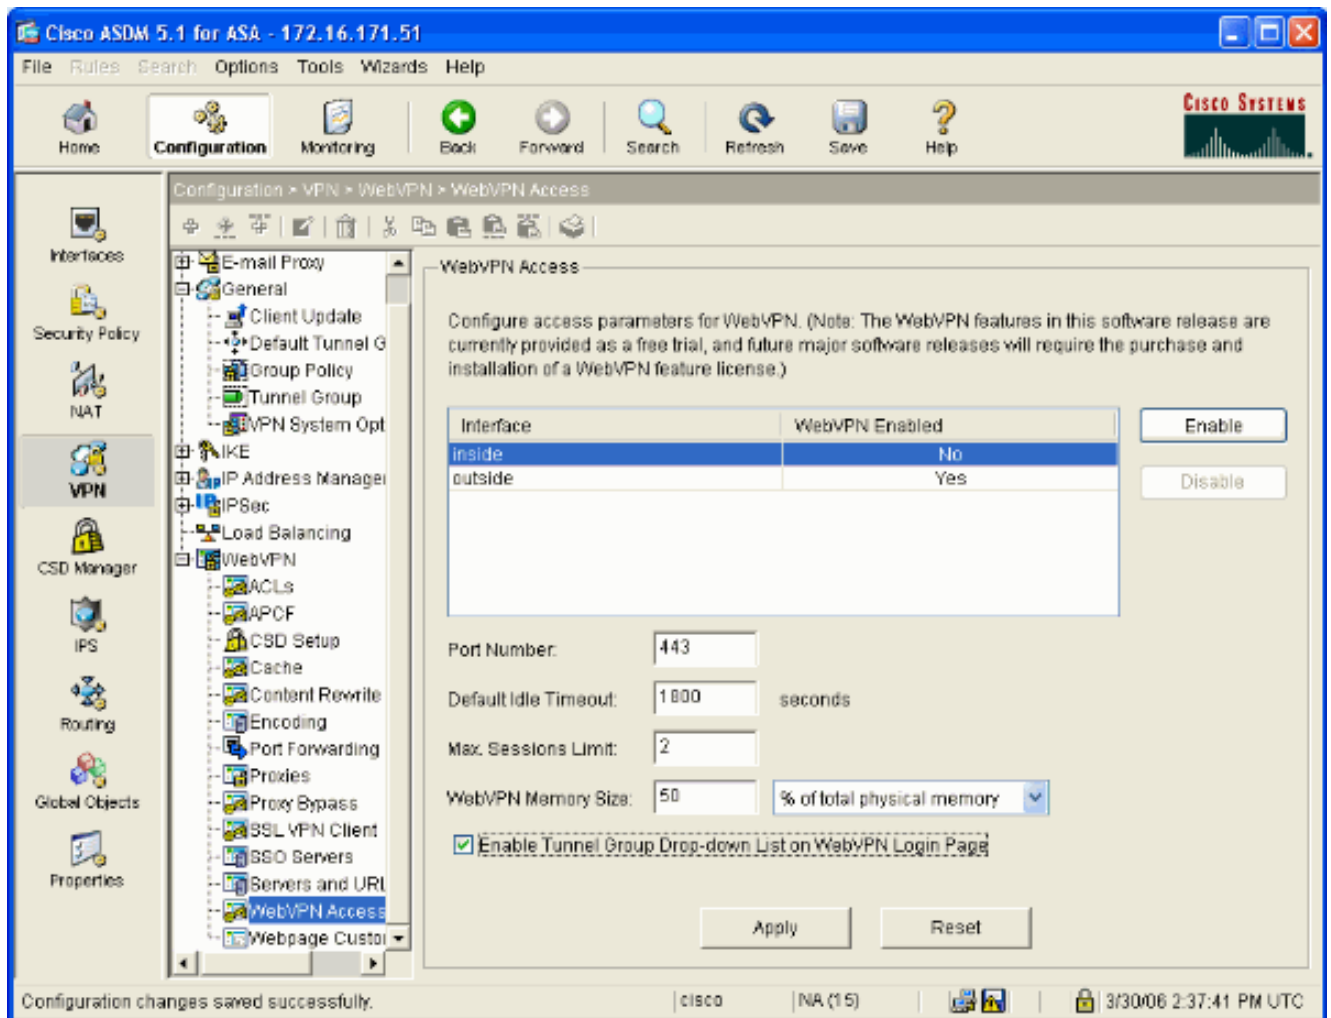 Cisco ASDM 5.1 for ASA - 172.16.171.51
File Rules Search Options Tools Wizards Help
Home Configuration Monitoring Back Forward Search Refresh Save Help
CISCO SYSTEMS
Configuration > VPN > WebVPN > WebVPN Access
Interfaces
Security Policy
NAT
VPN
CSD Manager
IPS
Routing
Global Objects
Properties
E-mail Proxy
General
Client Update
Default Tunnel G
Group Policy
Tunnel Group
VPN System Opt
IKE
IP Address Manager
IPSec
Load Balancing
WebVPN
ACLs
APCF
CSD Setup
Cache
Content Rewrite
Encoding
Port Forwarding
Proxies
Proxy Bypass
SSL VPN Client
SSO Servers
Servers and URL
WebVPN Access
Webpage Custo
WebVPN Access
Configure access parameters for WebVPN. (Note: The WebVPN features in this software release are
currently provided as a free trial, and future major software releases will require the purchase and
installation of a WebVPN feature license.)
Interface WebVPN Enabled
inside No
outside Yes
Enable
Disable
Port Number: 443
Default Idle Timeout: 1800 seconds
Max. Sessions Limit: 2
WebVPN Memory Size: 50 % of total physical memory
Enable Tunnel Group Drop-down List on WebVPN Login Page
Apply Reset
Configuration changes saved successfully. cisco NA (15) 3/30/06 2:37:41 PM UTC